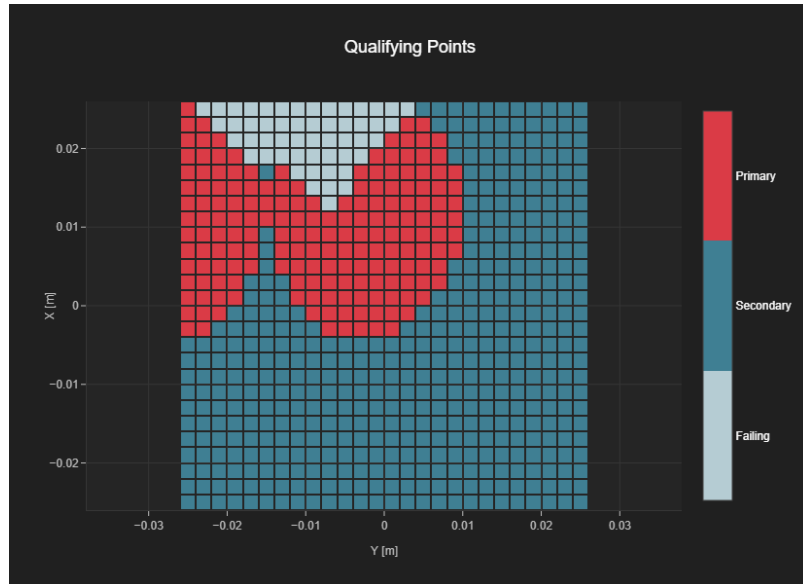 Qualifying Points
0.02
0.01
0
−0.01
−0.02
X [m]
−0.03
−0.02
−0.01
0
0.01
0.02
0.03
Y [m]
Primary
Secondary
Failing